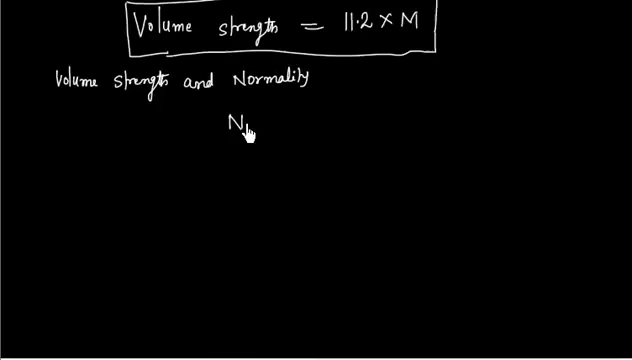 Volume strength = 11.2 × M
Volume strength and Normality
N